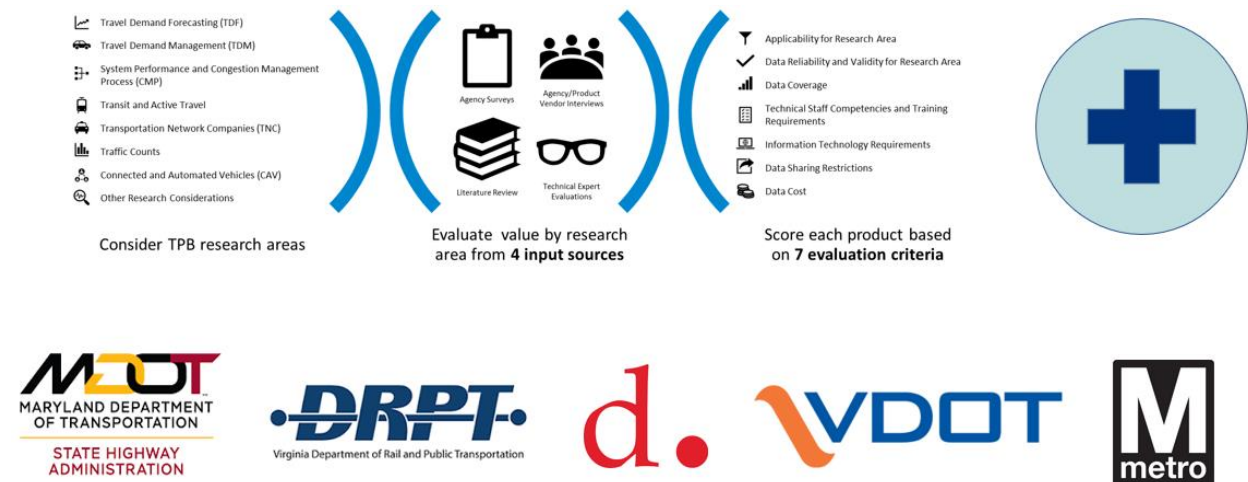 Travel Demand Forecasting (TDF)
Travel Demand Management (TDM)
System Performance and Congestion Management
Process (CMP)
Transit and Active Travel
Transportation Network Companies (TNC)
Traffic Counts
Connected and Automated Vehicles (CAV)
Other Research Considerations
Consider TPB research areas
Agency Surveys
Agency/Product
Vendor Interviews
Literature Review
Technical Expert
Evaluations
Evaluate value by research
area from 4 input sources
Applicability for Research Area
Data Reliability and Validity for Research Area
Data Coverage
Technical Staff Competencies and Training
Requirements
Information Technology Requirements
Data Sharing Restrictions
Data Cost
Score each product based
on 7 evaluation criteria
MDOT
MARYLAND DEPARTMENT
OF TRANSPORTATION
STATE HIGHWAY
ADMINISTRATION
DRPT
Virginia Department of Rail and Public Transportation
d.
VDOT
M
metro